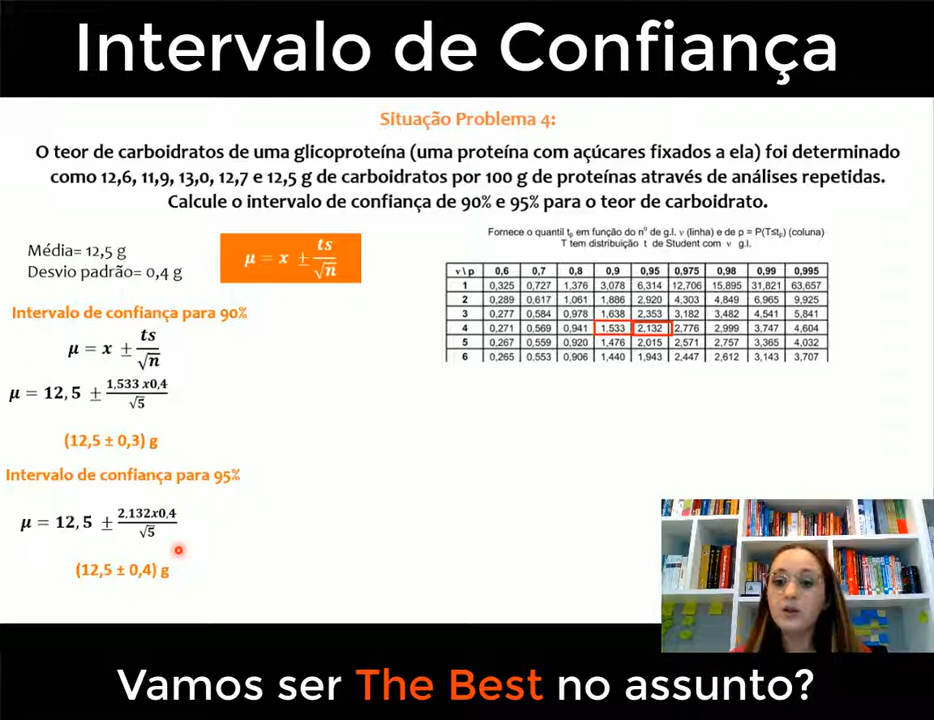 Intervalo de Confiança
Situação Problema 4:
O teor de carboidratos de uma glicoproteína (uma proteína com açúcares fixados a ela) foi determinado
como 12,6, 11,9, 13,0, 12,7 e 12,5 g de carboidratos por 100 g de proteínas através de análises repetidas.
Calcule o intervalo de confiança de 90% e 95% para o teor de carboidrato.
Média= 12,5 g
Desvio padrão= 0,4 g
μ = x ± ts/√n
Intervalo de confiança para 90%
μ = x ± ts/√n
μ = 12,5 ± 1,533 x0,4/√5
(12,5 ± 0,3) g
Intervalo de confiança para 95%
μ = 12,5 ± 2,132x0,4/√5
(12,5 ± 0,4) g
Fornece o quantil tp em função do nº de g.l. ν (linha) e de p = P(T≤tp) (coluna)
T tem distribuição t de Student com ν g.l.
ν\p 0,6 0,7 0,8 0,9 0,95 0,975 0,98 0,99 0,995
1 0,325 0,727 1,376 3,078 6,314 12,706 15,895 31,821 63,657
2 0,289 0,617 1,061 1,886 2,920 4,303 4,849 6,965 9,925
3 0,277 0,584 0,978 1,638 2,353 3,182 3,482 4,541 5,841
4 0,271 0,569 0,941 1,533 2,132 2,776 2,999 3,747 4,604
5 0,267 0,559 0,920 1,476 2,015 2,571 2,757 3,365 4,032
6 0,265 0,553 0,906 1,440 1,943 2,447 2,612 3,143 3,707
Vamos ser The Best no assunto?